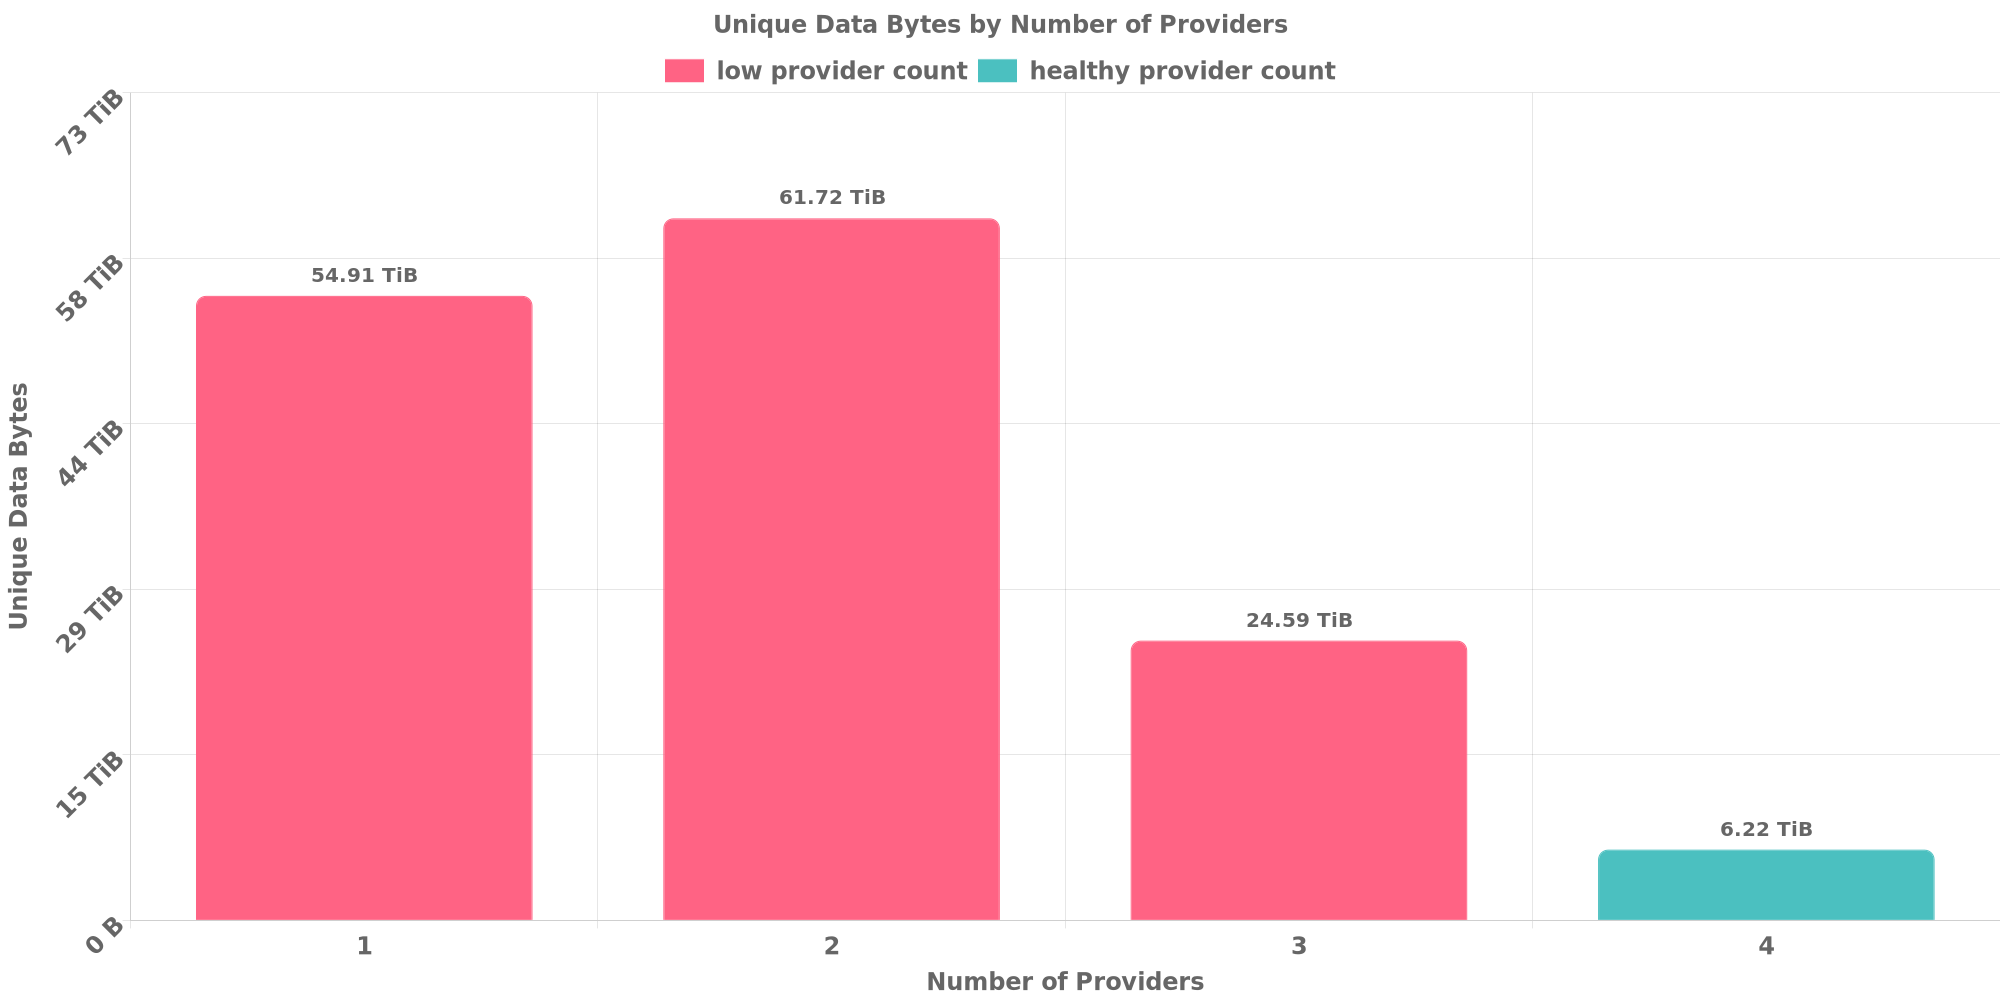 Unique Data Bytes by Number of Providers
low provider count healthy provider count
73 TiB
58 TiB
44 TiB
29 TiB
15 TiB
0 B
Unique Data Bytes
54.91 TiB
61.72 TiB
24.59 TiB
6.22 TiB
1 2 3 4
Number of Providers